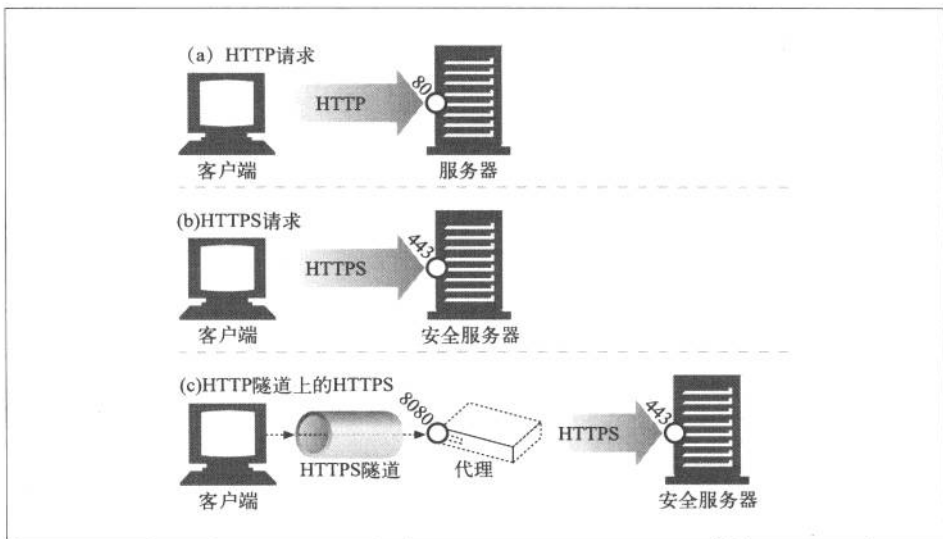 (a) HTTP请求
80
HTTP
客户端
服务器
(b)HTTPS请求
443
HTTPS
客户端
安全服务器
(c)HTTP隧道上的HTTPS
8080
443
HTTPS
HTTPS隧道
代理
客户端
安全服务器